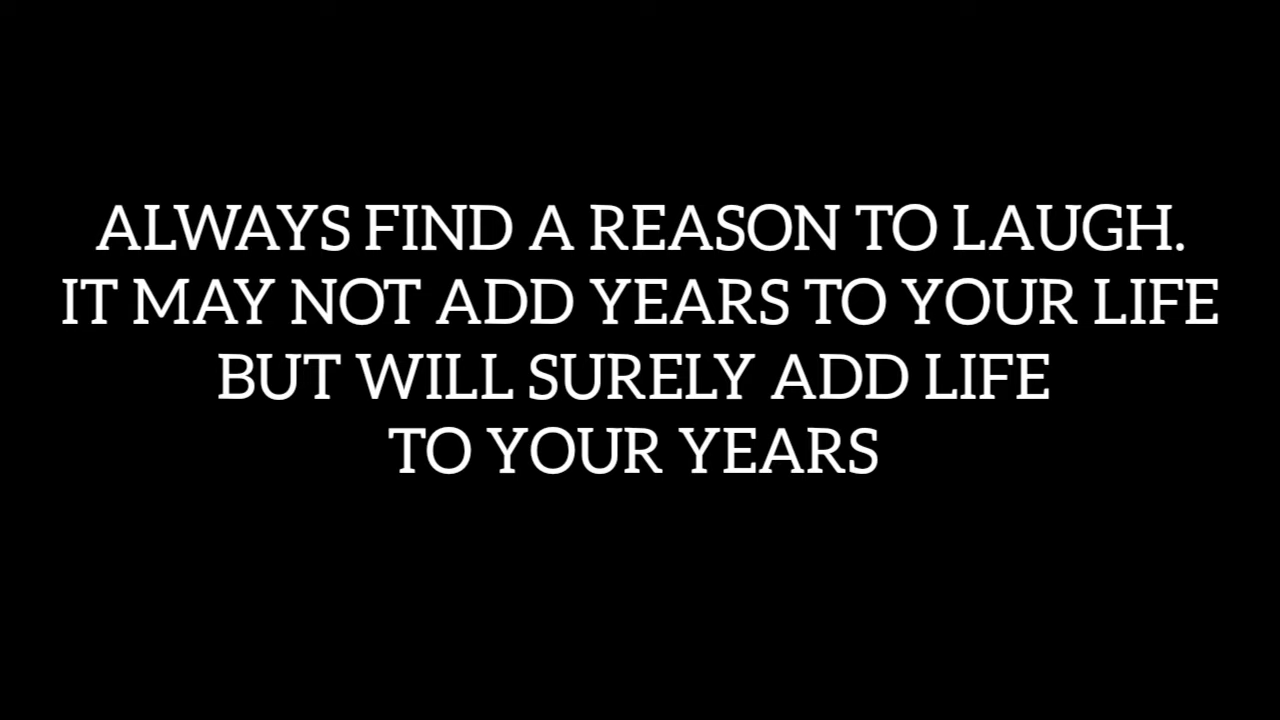 ALWAYS FIND A REASON TO LAUGH.
IT MAY NOT ADD YEARS TO YOUR LIFE
BUT WILL SURELY ADD LIFE
TO YOUR YEARS